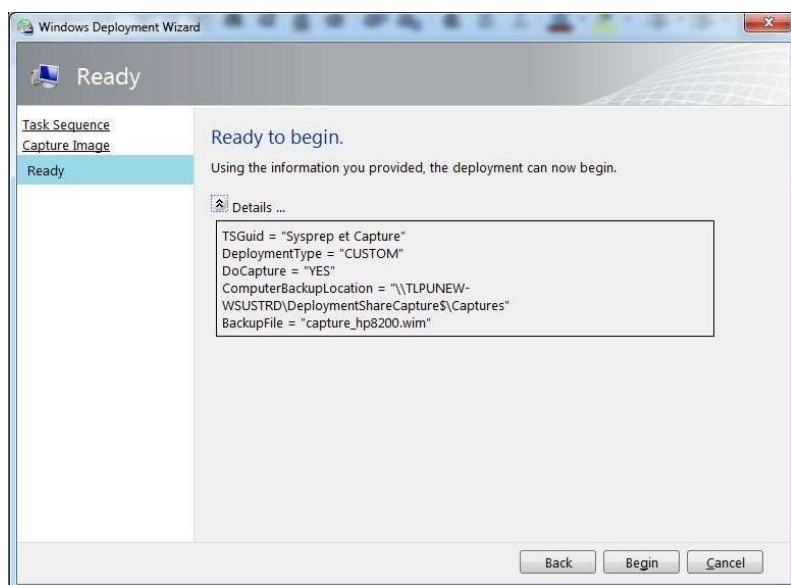 Windows Deployment Wizard
Ready
Task Sequence
Capture Image
Ready
Ready to begin.
Using the information you provided, the deployment can now begin.
Details ...
TSGuid = "Sysprep et Capture"
DeploymentType = "CUSTOM"
DoCapture = "YES"
ComputerBackupLocation = "\\TLPUNEW-
WSUSTRD\DeploymentShareCapture$\Captures"
BackupFile = "capture_hp8200.wim"
Back
Begin
Cancel